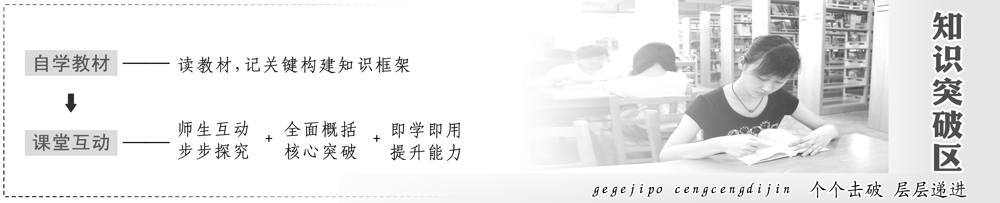 自学教材
读教材,记关键构建知识框架
课堂互动
师生互动
步步探究
+
全面概括
核心突破
+
即学即用
提升能力
知识突破区
gegejipo cengcengdijin 个个击破 层层递进